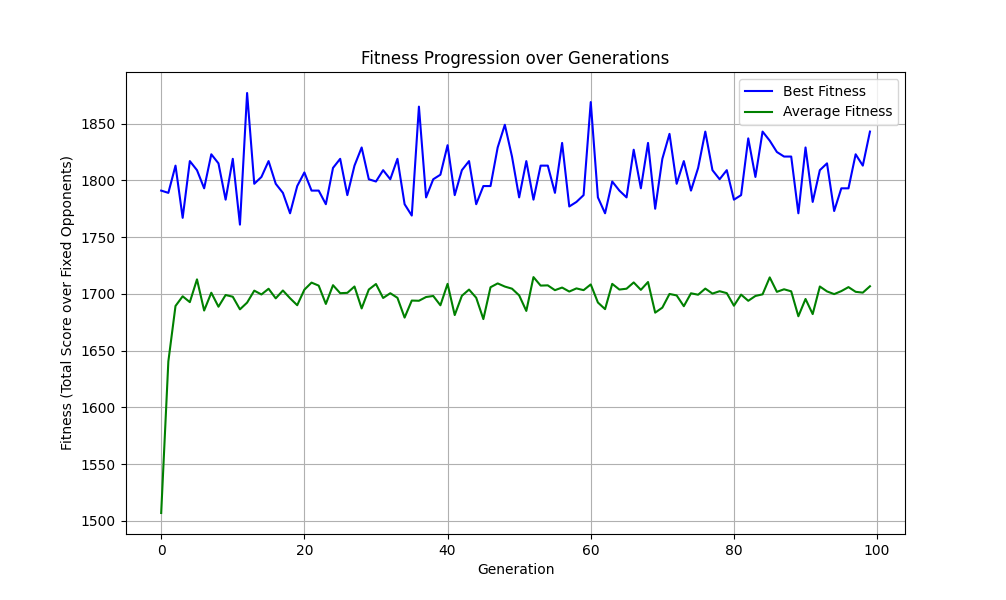 Fitness Progression over Generations
Best Fitness
Average Fitness
Fitness (Total Score over Fixed Opponents)
1850
1800
1750
1700
1650
1600
1550
1500
0 20 40 60 80 100
Generation